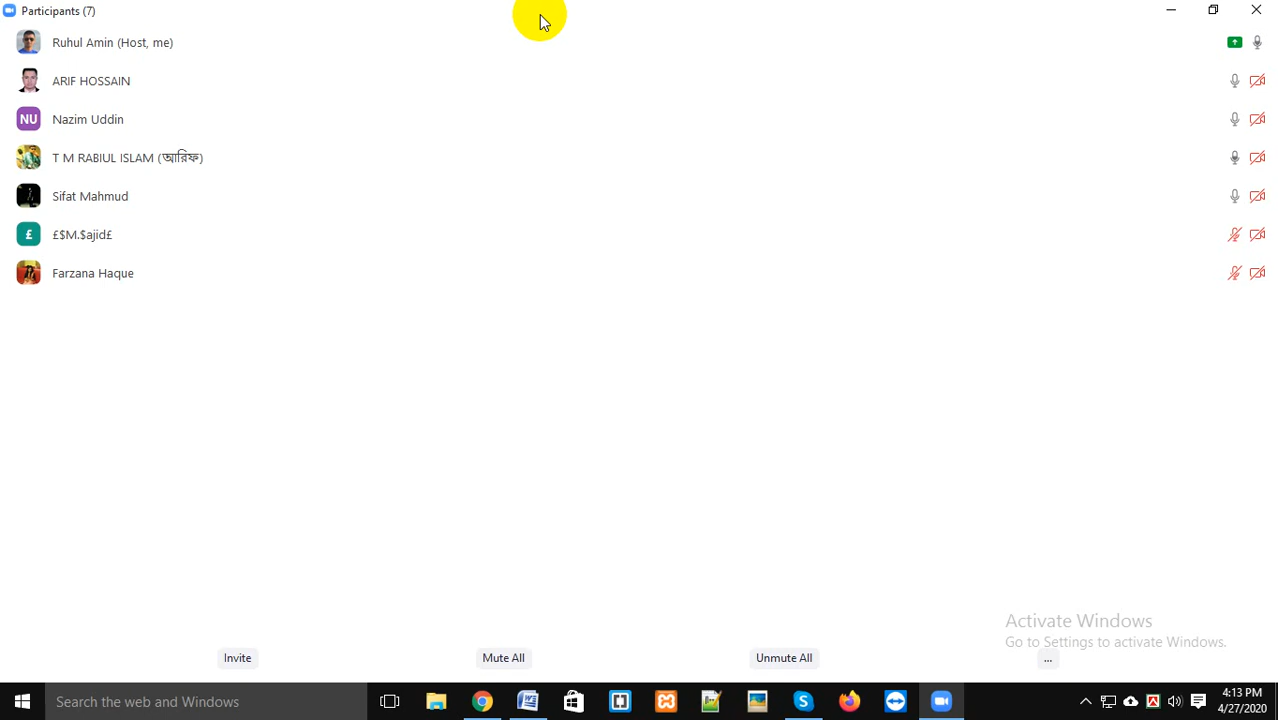 Participants (7)
Ruhul Amin (Host, me)
ARIF HOSSAIN
NU Nazim Uddin
T M RABIUL ISLAM (আরিফ)
Sifat Mahmud
£ £$M.$ajid£
Farzana Haque
Activate Windows
Go to Settings to activate Windows.
Invite Mute All Unmute All ...
Search the web and Windows
4:13 PM
4/27/2020